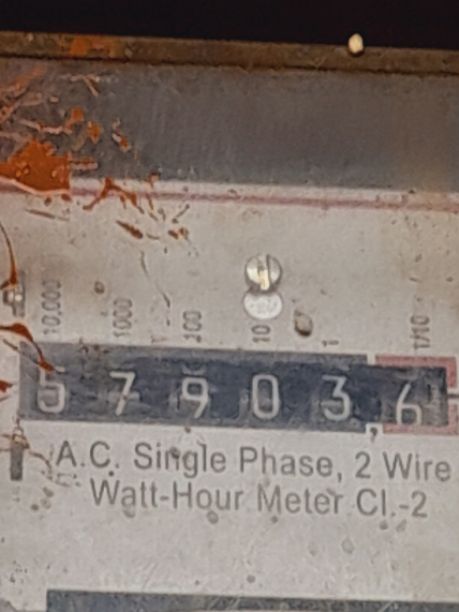 10,000 1000 100 10 1 1/10
5 7 9 0 3 6
A.C. Single Phase, 2 Wire
Watt-Hour Meter Cl.-2